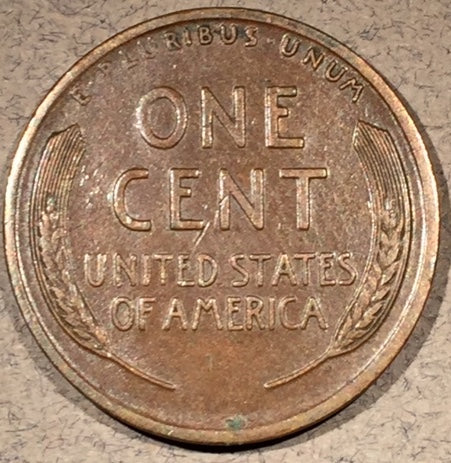 E·PLURIBUS·UNUM
ONE
CENT
UNITED STATES
OF AMERICA